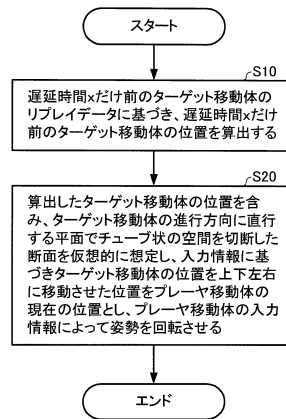 スタート
S10
遅延時間xだけ前のターゲット移動体の
リプレイデータに基づき、遅延時間xだけ
前のターゲット移動体の位置を算出する
S20
算出したターゲット移動体の位置を含
み、ターゲット移動体の進行方向に直行
する平面でチューブ状の空間を切断した
断面を仮想的に想定し、入力情報に基
づきターゲット移動体の位置を上下左右
に移動させた位置をプレーヤ移動体の
現在の位置とし、プレーヤ移動体の入力
情報によって姿勢を回転させる
エンド